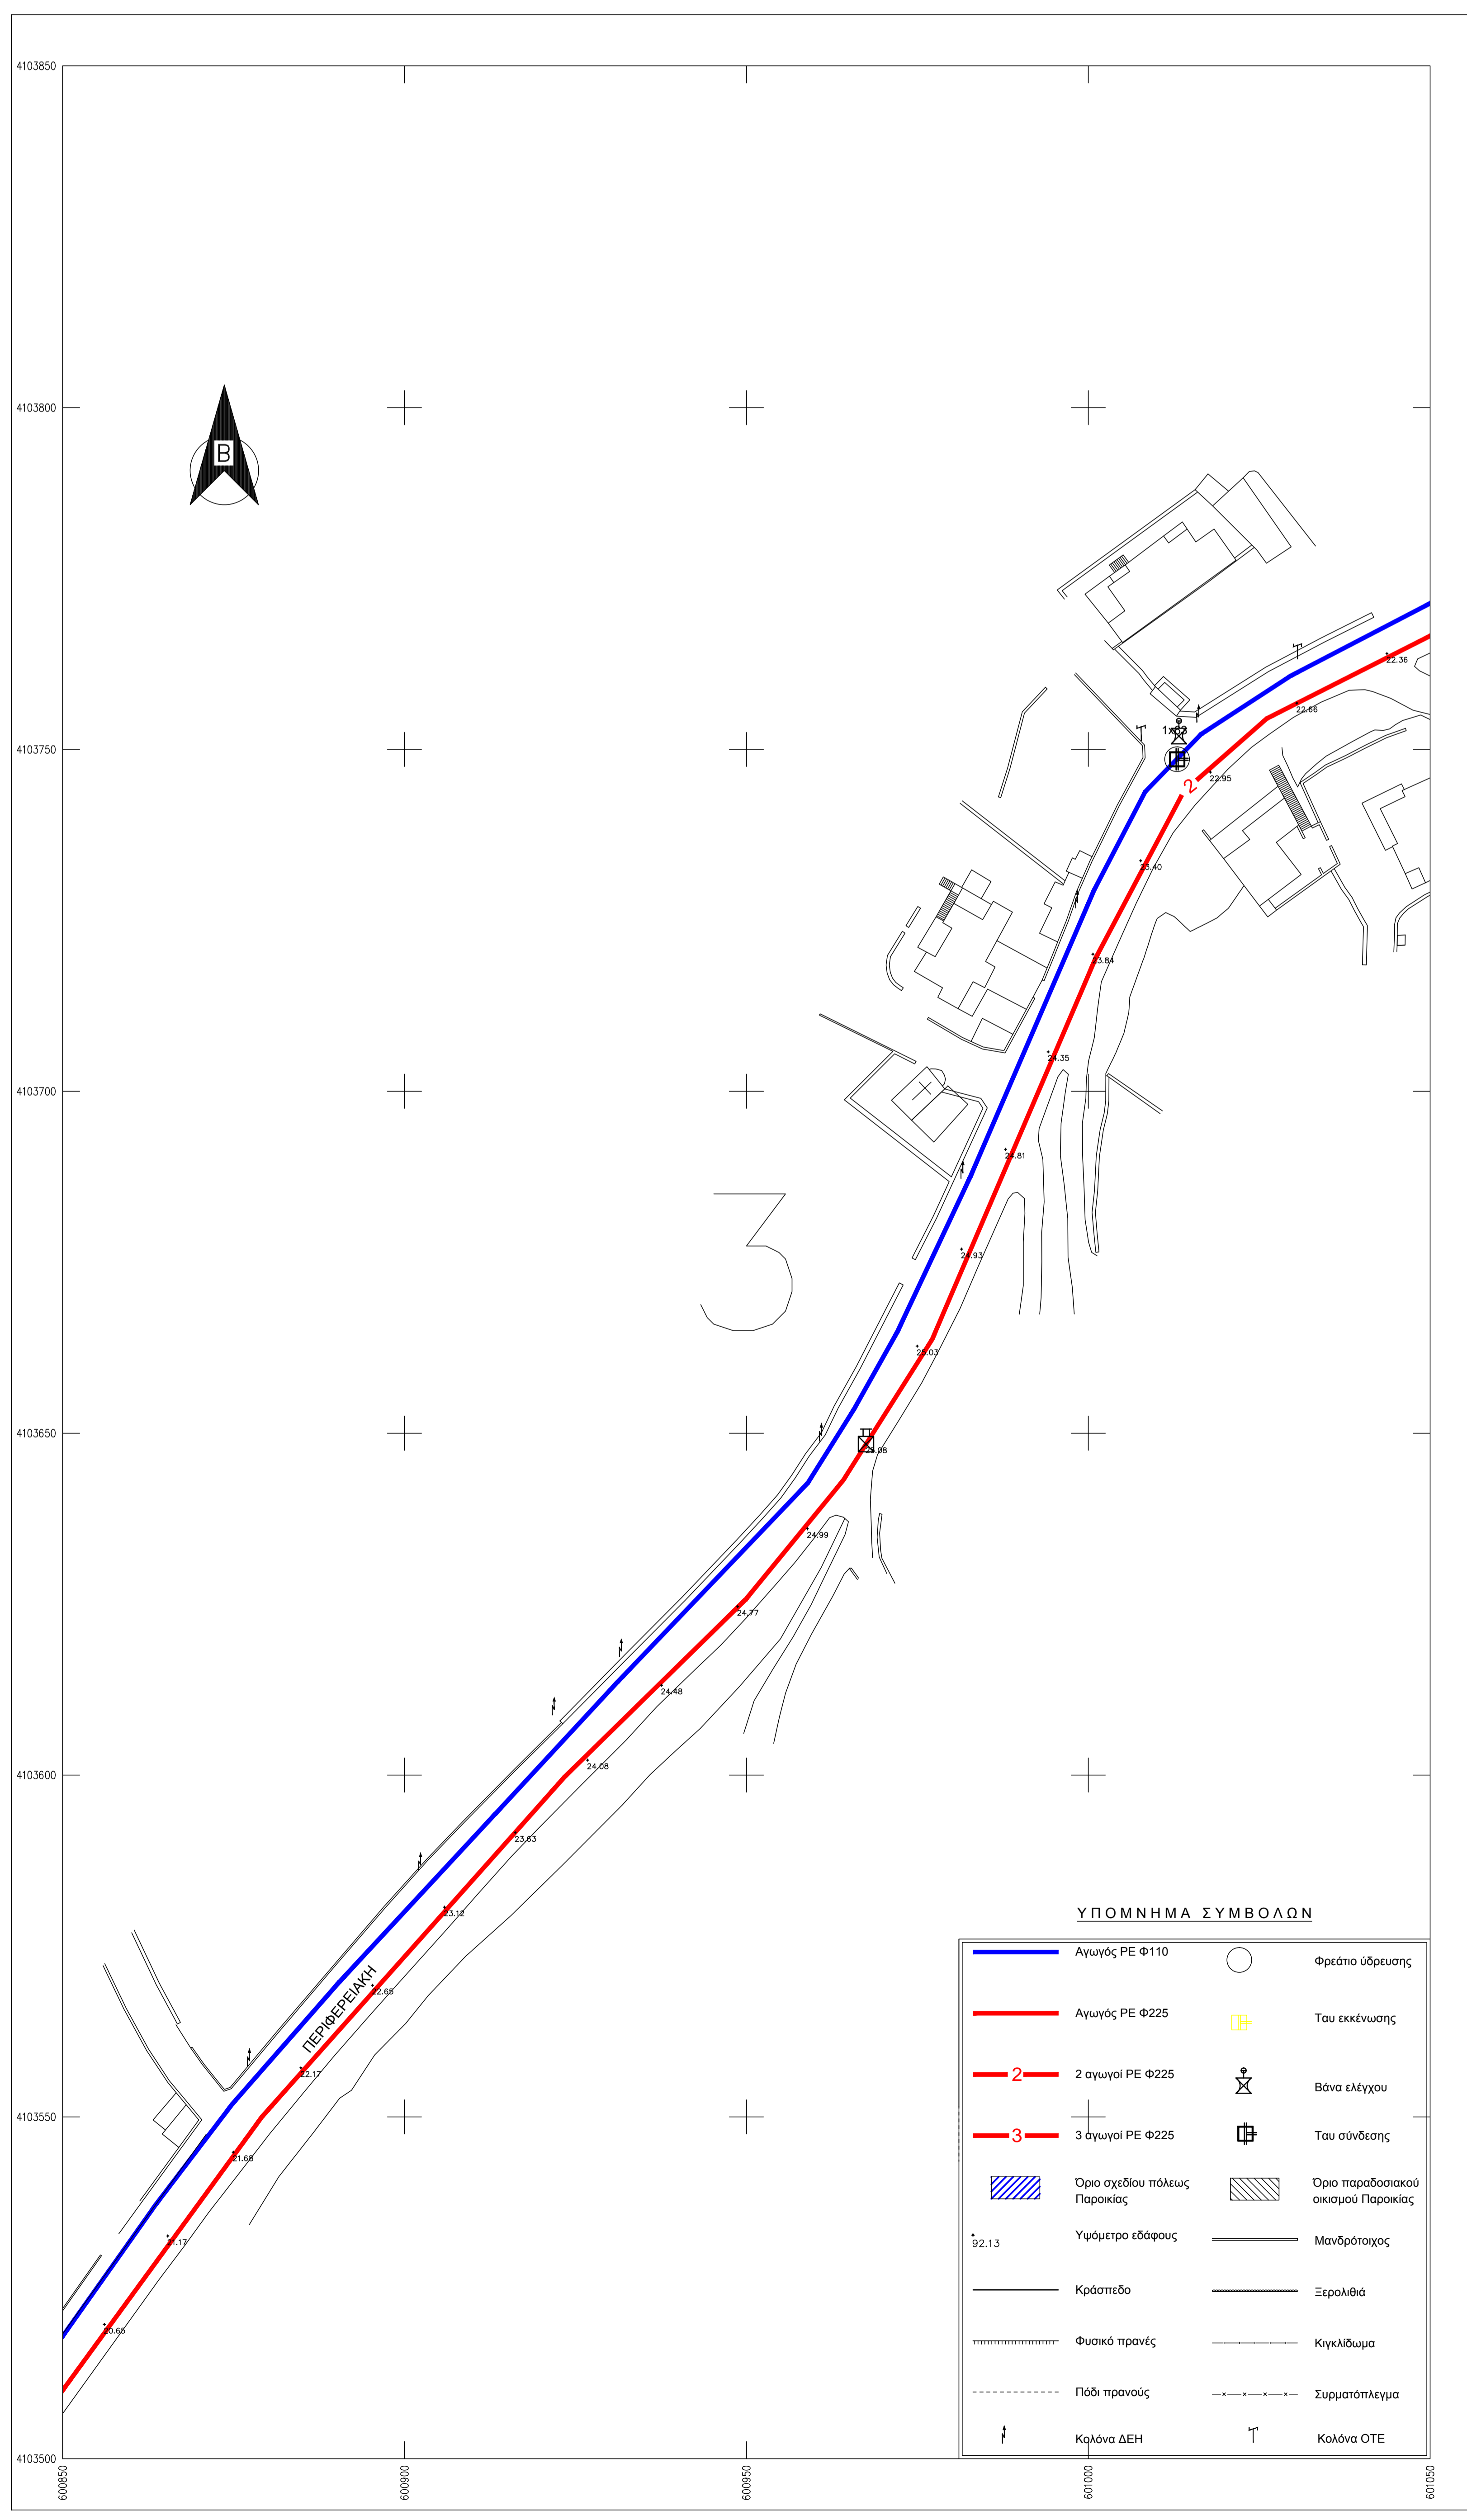 4103850
4103800
B
22.36
22.66
1x63
4103750
22.95
2
23.40
23.84
24.35
4103700
24.81
3
24.93
25.03
4103650
25.08
24.99
24.77
24.48
24.08
4103600
23.63
23.12
ΠΕΡΙΦΕΡΕΙΑΚΗ
22.65
22.17
4103550
21.68
21.17
20.65
4103500
600850
600900
600950
601000
601050
ΥΠΟΜΝΗΜΑ ΣΥΜΒΟΛΩΝ
Αγωγός PE Φ110
Φρεάτιο ύδρευσης
Αγωγός PE Φ225
Ταυ εκκένωσης
2
2 αγωγοί PE Φ225
Βάνα ελέγχου
3
3 αγωγοί PE Φ225
Ταυ σύνδεσης
Όριο σχεδίου πόλεως
Παροικίας
Όριο παραδοσιακού
οικισμού Παροικίας
92.13
Υψόμετρο εδάφους
Μανδρότοιχος
Κράσπεδο
Ξερολιθιά
Φυσικό πρανές
Κιγκλίδωμα
Πόδι πρανούς
Συρματόπλεγμα
Κολόνα ΔΕΗ
Κολόνα ΟΤΕ